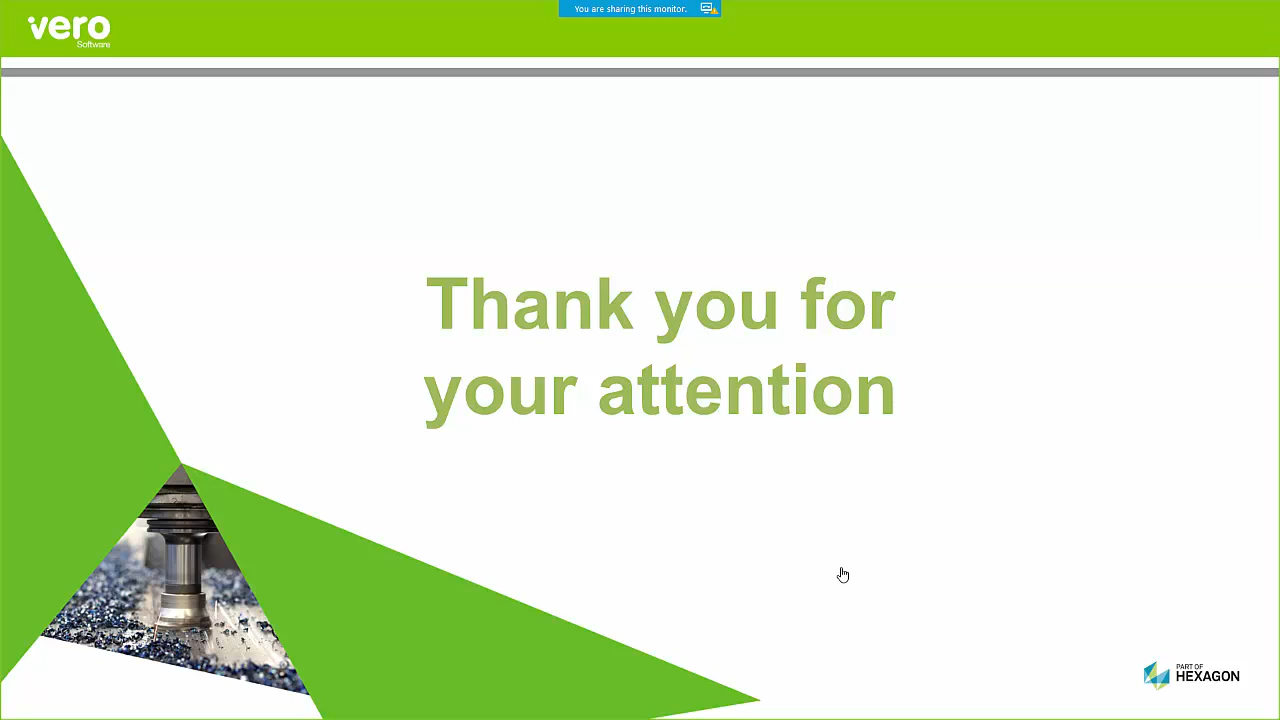 You are sharing this monitor.
vero
Software
Thank you for
your attention
PART OF
HEXAGON